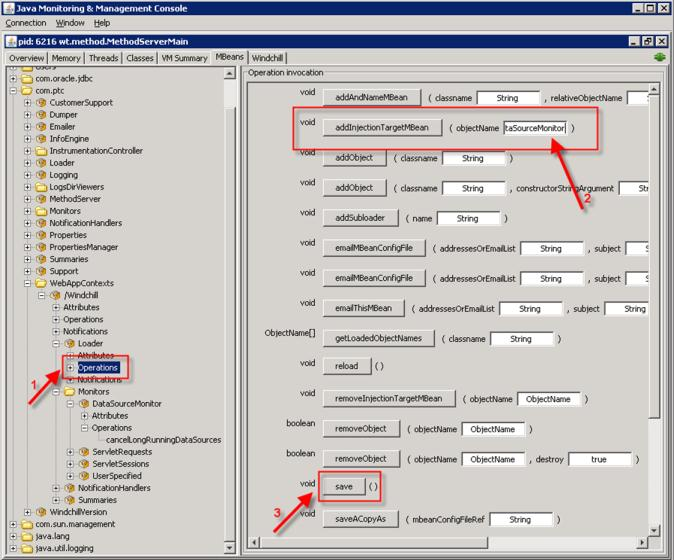 Java Monitoring & Management Console
Connection Window Help
pid: 6216 wt.method.MethodServerMain
Overview Memory Threads Classes VM Summary MBeans Windchill
com.oracle.jdbc
com.ptc
CustomerSupport
Dumper
Emailer
InfoEngine
InstrumentationController
Loader
Logging
LogsDirViewers
MethodServer
Monitors
NotificationHandlers
Properties
PropertiesManager
Summaries
Support
WebAppContexts
/Windchill
Attributes
Operations
Notifications
Loader
Attributes
Operations
Notifications
Monitors
DataSourceMonitor
Attributes
Operations
cancelLongRunningDataSources
ServletRequests
ServletSessions
UserSpecified
NotificationHandlers
Summaries
WindchillVersion
com.sun.management
java.lang
java.util.logging
1
Operation invocation
void addAndNameMBean ( classname String , relativeObjectName
void addInjectionTargetMBean ( objectName taSourceMonitor )
2
void addObject ( classname String )
void addObject ( classname String , constructorStringArgument
void addSubloader ( name String )
void emailMBeanConfigFile ( addressesOrEmailList String , subject
void emailMBeanConfigFile ( addressesOrEmailList String , subject
void emailThisMBean ( addressesOrEmailList String , subject String
ObjectName[] getLoadedObjectNames ( classname String )
void reload ( )
void removeInjectionTargetMBean ( objectName ObjectName )
boolean removeObject ( objectName ObjectName )
boolean removeObject ( objectName ObjectName , destroy true )
void save ( )
3
void saveACopyAs ( mbeanConfigFileRef String )